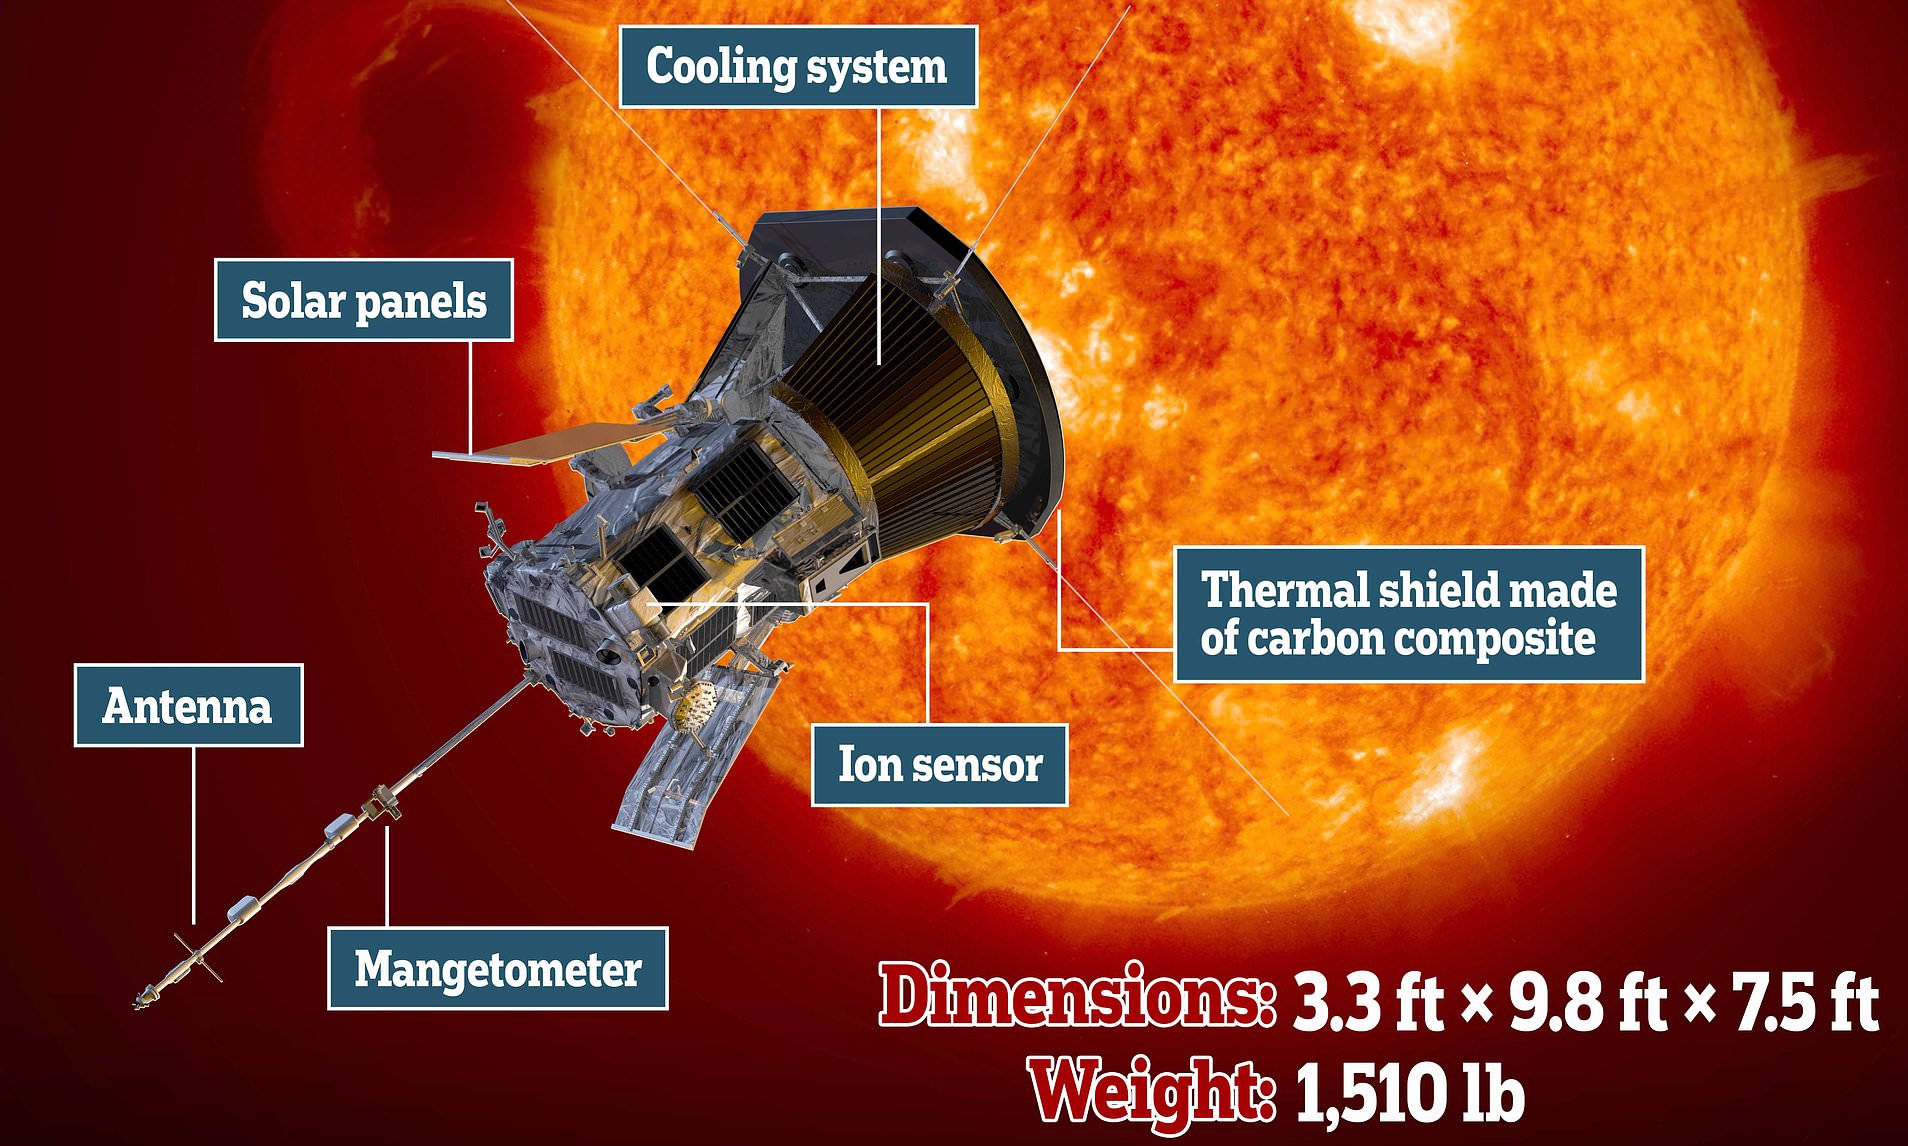 Cooling system
Solar panels
Thermal shield made
of carbon composite
Antenna
Ion sensor
Mangetometer
Dimensions: 3.3 ft × 9.8 ft × 7.5 ft
Weight: 1,510 lb